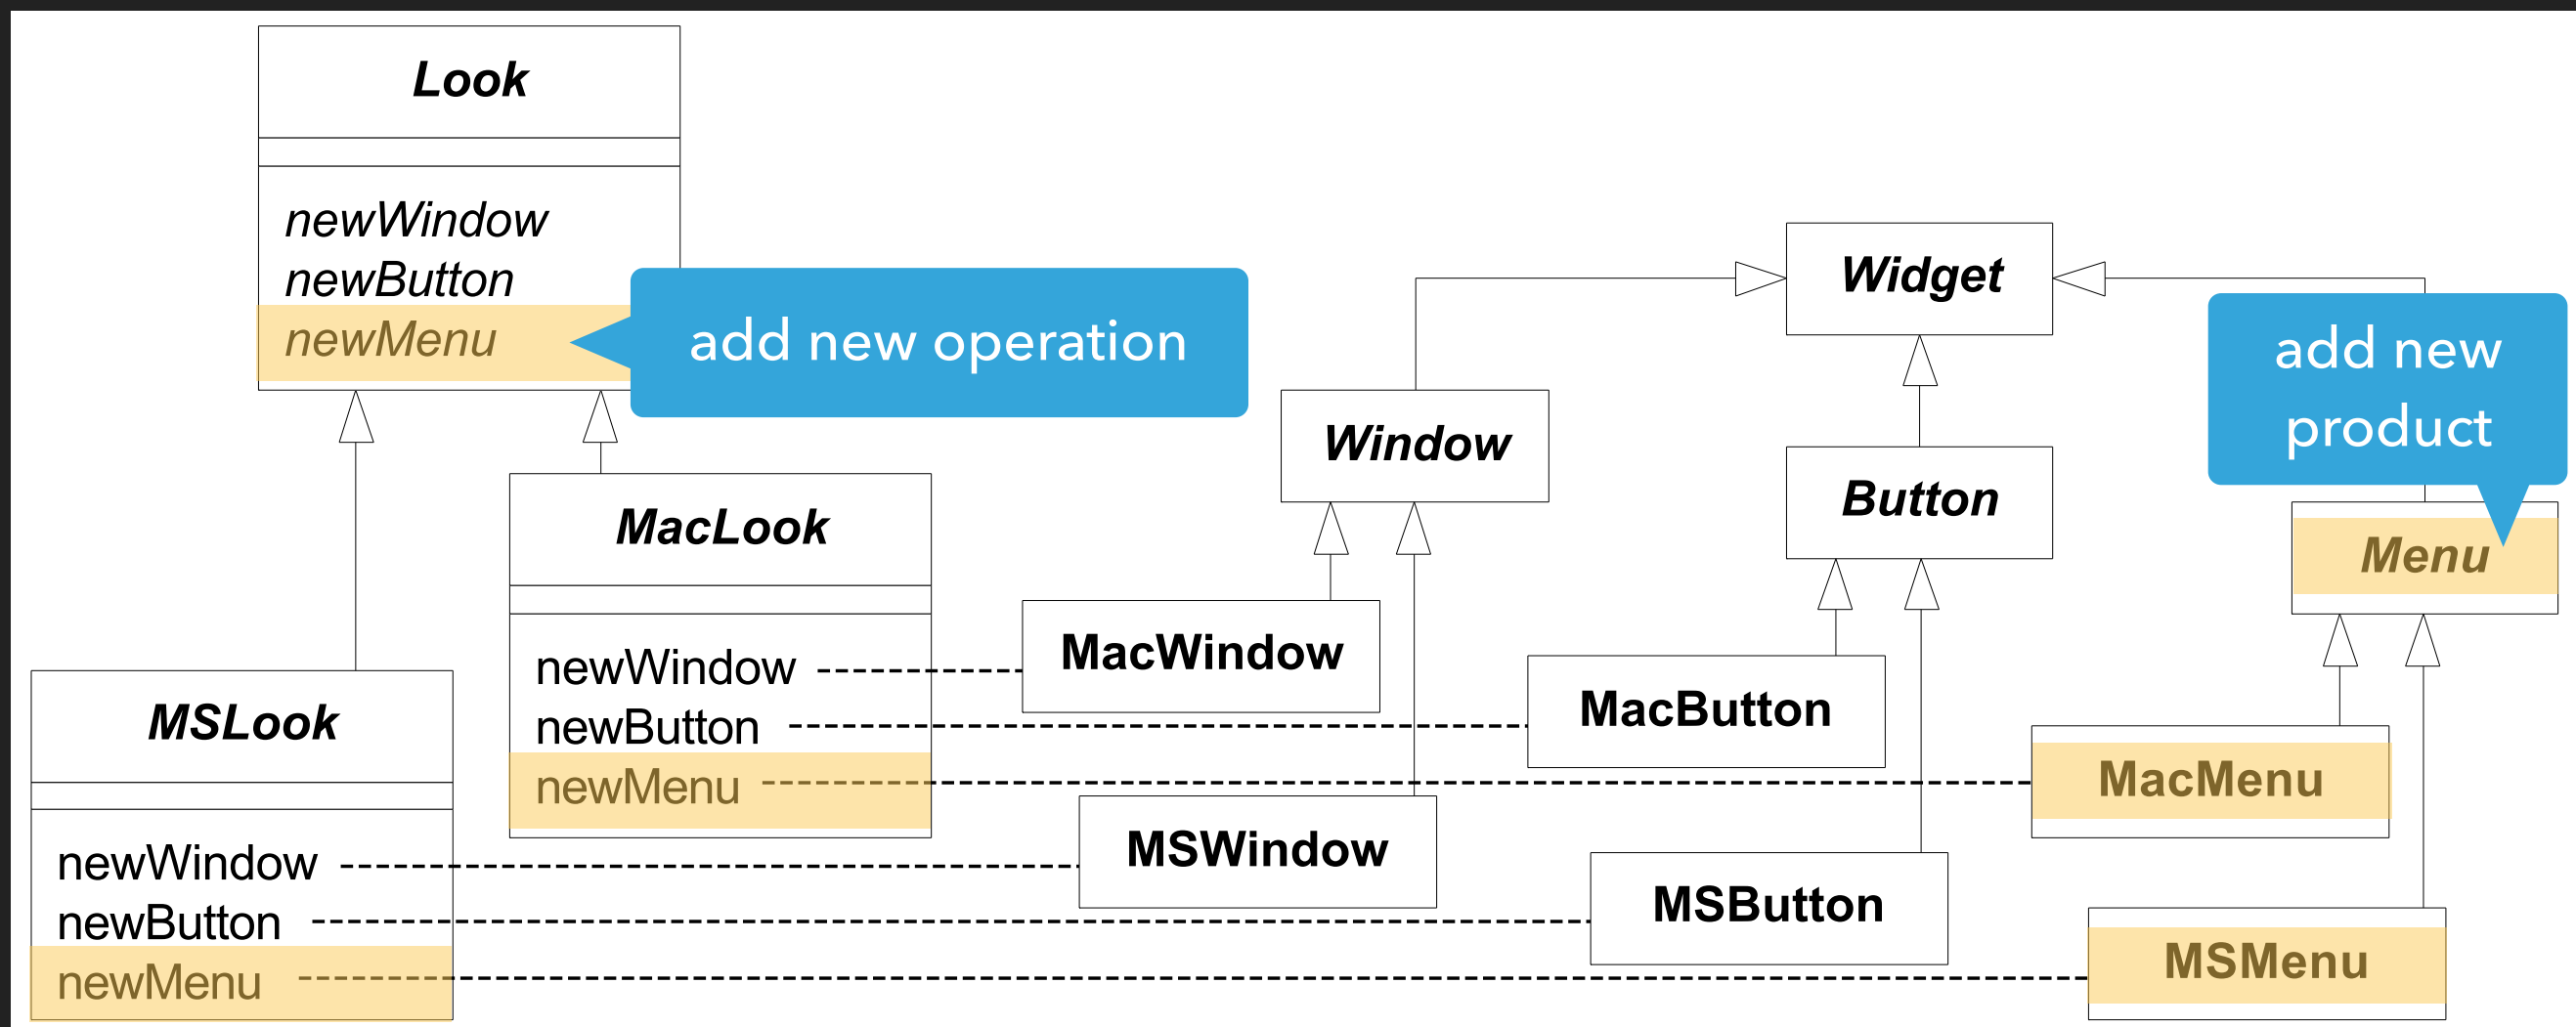 Look
newWindow
newButton
newMenu
add new operation
MSLook
newWindow
newButton
newMenu
MacLook
newWindow
newButton
newMenu
Widget
Window
Button
add new
product
Menu
MacWindow
MSWindow
MacButton
MSButton
MacMenu
MSMenu